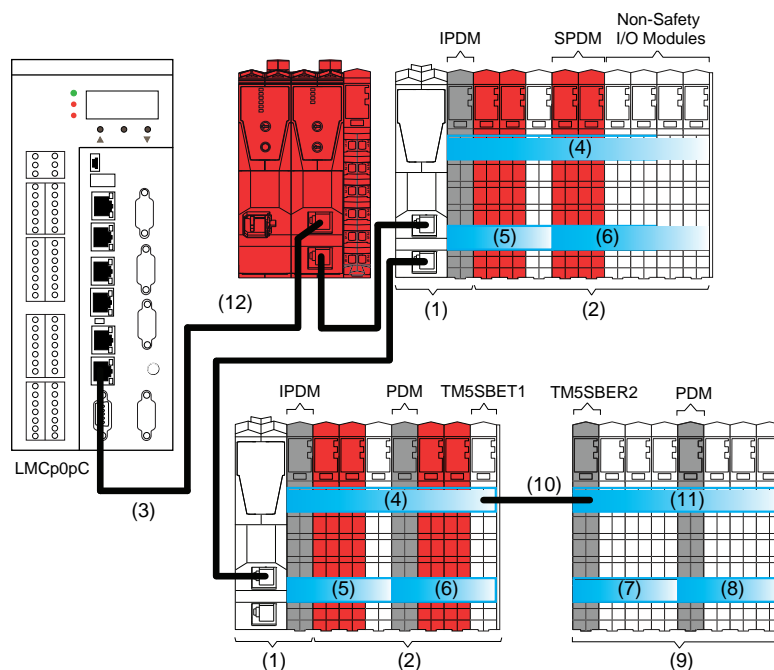 Non-Safety
IPDM SPDM I/O Modules
(4)
(5) (6)
(12) (1) (2)
IPDM PDM TM5SBET1 TM5SBER2 PDM
LMCp0pC
(3) (4) (10) (11)
(5) (6) (7) (8)
(1) (2) (9)